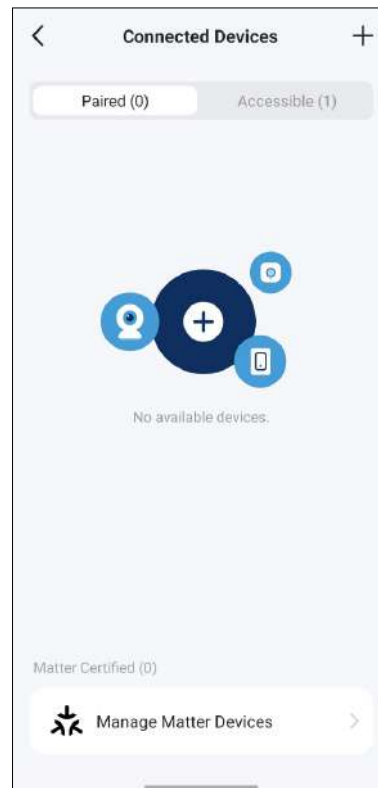 Connected Devices
Paired (0)
Accessible (1)
No available devices.
Matter Certified (0)
Manage Matter Devices